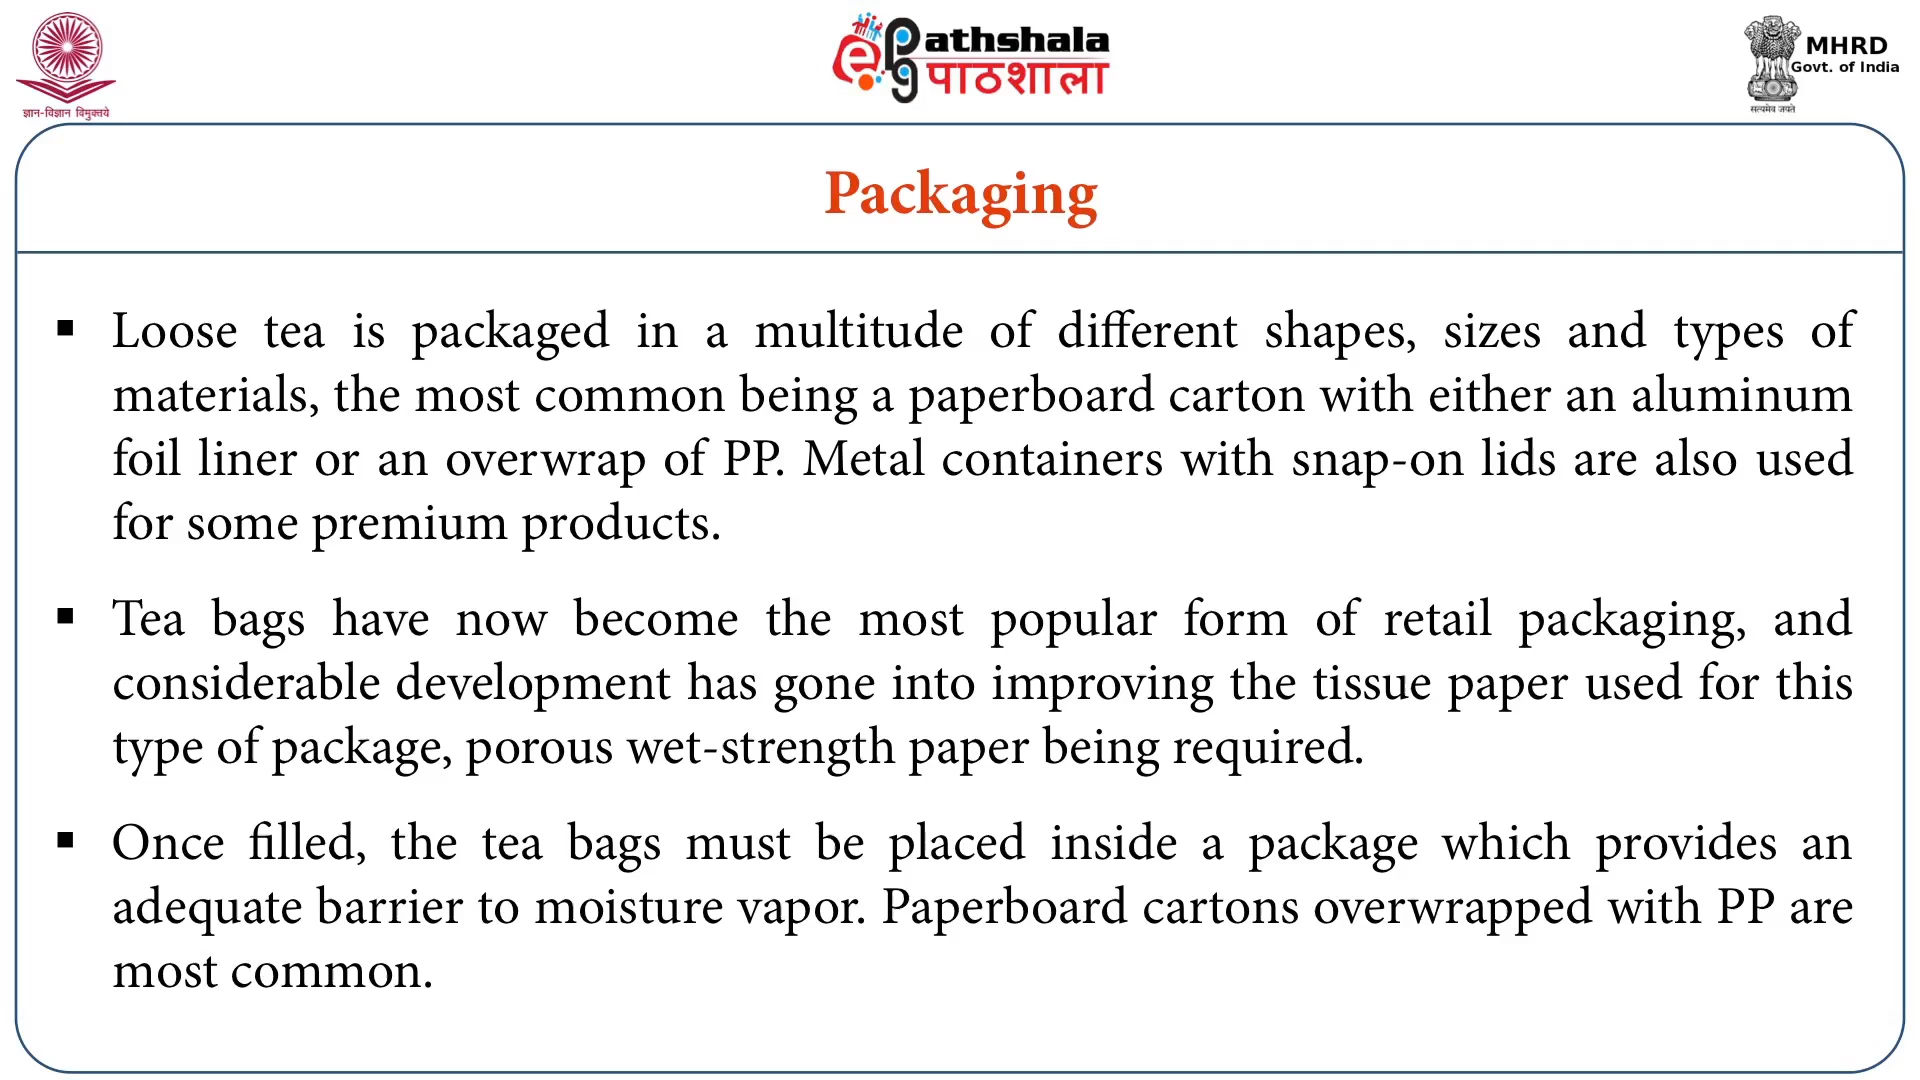 ज्ञान-विज्ञान विमुक्तये
ePathshala
पाठशाला
MHRD
Govt. of India
सत्यमेव जयते
Packaging
▪ Loose tea is packaged in a multitude of different shapes, sizes and types of
materials, the most common being a paperboard carton with either an aluminum
foil liner or an overwrap of PP. Metal containers with snap-on lids are also used
for some premium products.
▪ Tea bags have now become the most popular form of retail packaging, and
considerable development has gone into improving the tissue paper used for this
type of package, porous wet-strength paper being required.
▪ Once filled, the tea bags must be placed inside a package which provides an
adequate barrier to moisture vapor. Paperboard cartons overwrapped with PP are
most common.